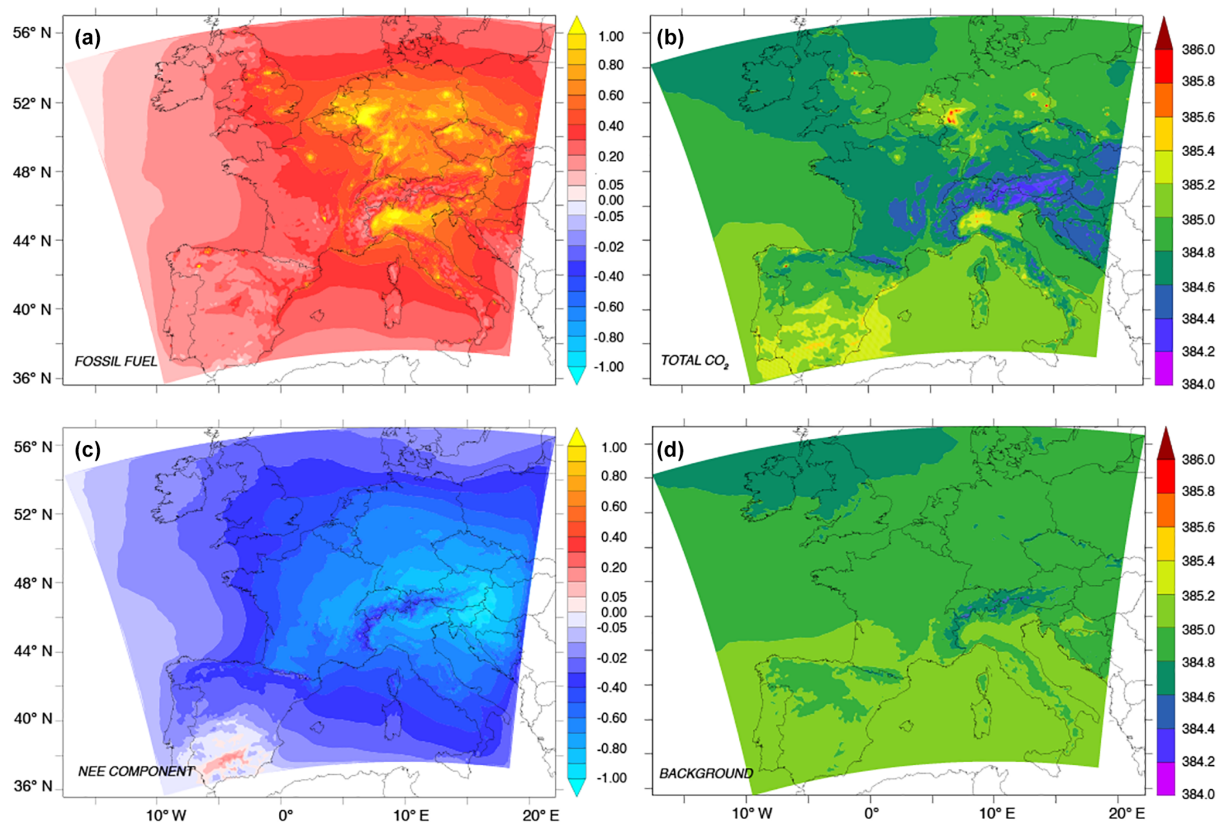 (a)
56° N
52° N
48° N
44° N
40° N
36° N
FOSSIL FUEL
1.00
0.80
0.60
0.40
0.20
0.05
0.00
-0.05
-0.02
-0.40
-0.60
-0.80
-1.00
(b)
TOTAL CO₂
386.0
385.8
385.6
385.4
385.2
385.0
384.8
384.6
384.4
384.2
384.0
(c)
56° N
52° N
48° N
44° N
40° N
36° N
NEE COMPONENT
10° W 0° 10° E 20° E
1.00
0.80
0.60
0.40
0.20
0.05
0.00
-0.05
-0.02
-0.40
-0.60
-0.80
-1.00
(d)
BACKGROUND
10° W 0° 10° E 20° E
386.0
385.8
385.6
385.4
385.2
385.0
384.8
384.6
384.4
384.2
384.0